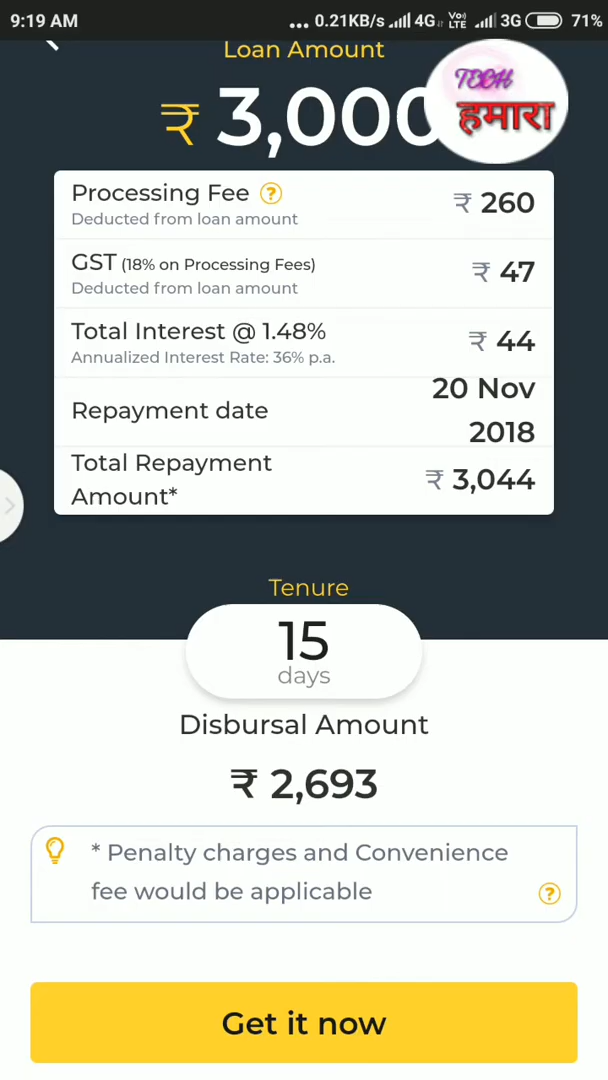 9:19 AM ... 0.21KB/s 4G VoLTE 3G 71%
Loan Amount
₹ 3,000
TECH
हमारा
Processing Fee ?
Deducted from loan amount
₹ 260
GST (18% on Processing Fees)
Deducted from loan amount
₹ 47
Total Interest @ 1.48%
Annualized Interest Rate: 36% p.a.
₹ 44
Repayment date
20 Nov
2018
Total Repayment
Amount*
₹ 3,044
Tenure
15
days
Disbursal Amount
₹ 2,693
* Penalty charges and Convenience
fee would be applicable ?
Get it now